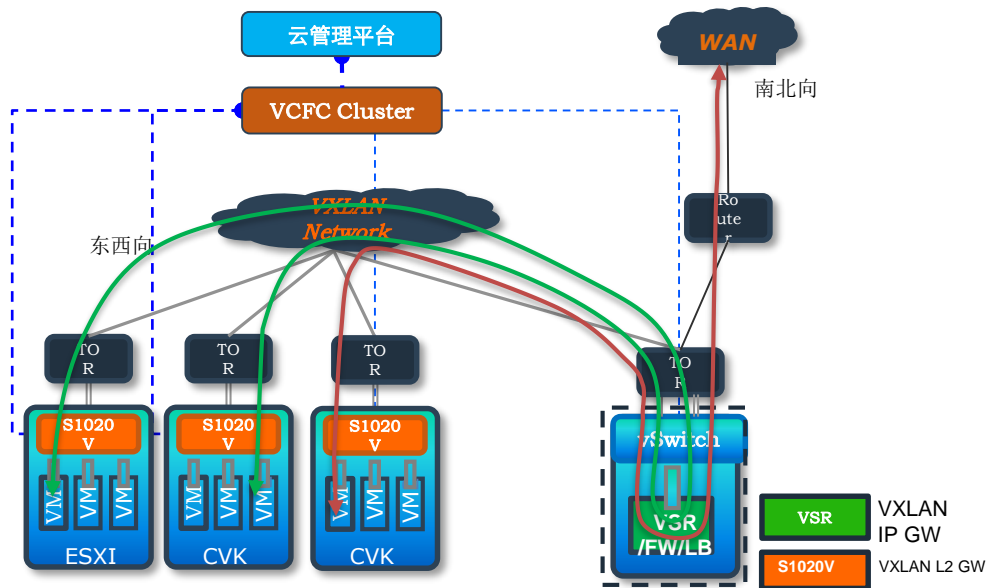 云管理平台
WAN
南北向
VCFC Cluster
VXLAN
Network
Ro
ute
r
东西向
TO
R
TO
R
TO
R
TO
R
S1020
V
S1020
V
S1020
V
vSwitch
VM
VM
VM
VM
VM
VM
VM
VM
VM
VSR
/FW/LB
ESXI
CVK
CVK
VSR
VXLAN
IP GW
S1020V
VXLAN L2 GW